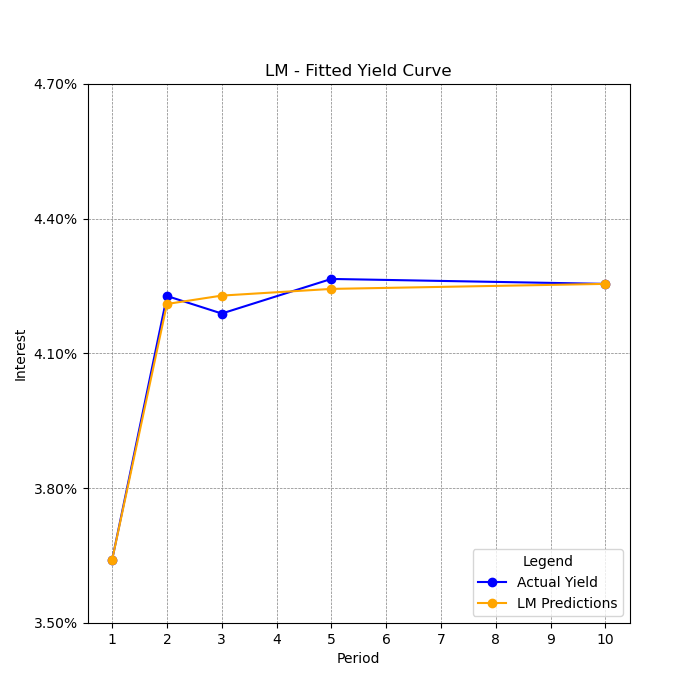 LM - Fitted Yield Curve
4.70%
4.40%
4.10%
3.80%
3.50%
Interest
1 2 3 4 5 6 7 8 9 10
Period
Legend
Actual Yield
LM Predictions